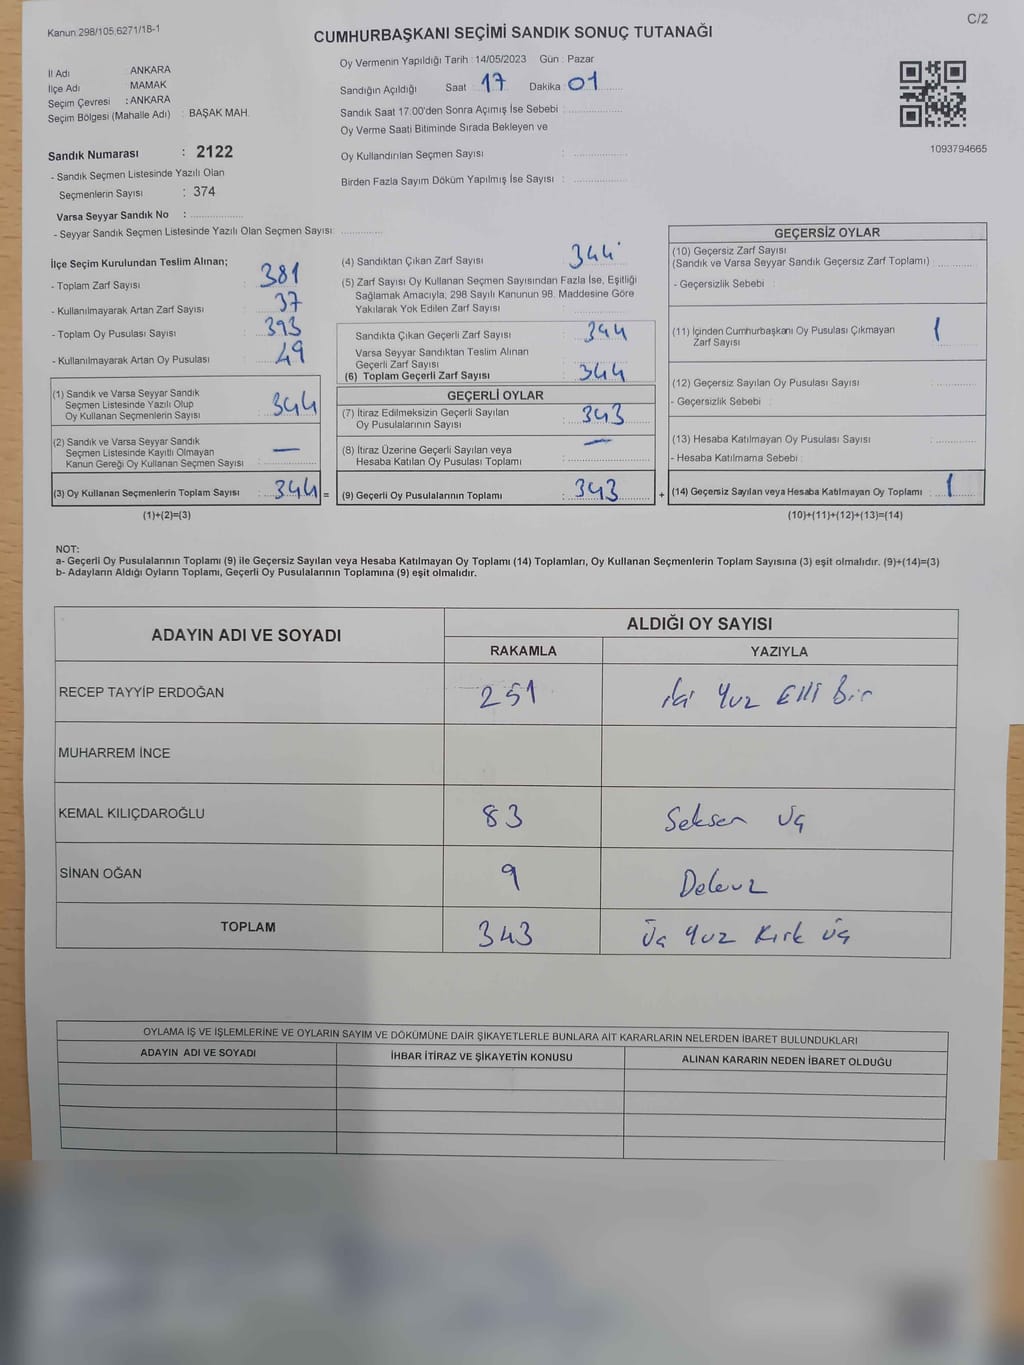 Kanun 298/105,6271/18-1
C/2
CUMHURBAŞKANI SEÇİMİ SANDIK SONUÇ TUTANAĞI
İl Adı : ANKARA
İlçe Adı MAMAK
Seçim Çevresi : ANKARA
Seçim Bölgesi (Mahalle Adı) : BAŞAK MAH.
Oy Vermenin Yapıldığı Tarih : 14/05/2023 Gün : Pazar
Sandığın Açıldığı Saat 17 Dakika 01
Sandık Saat 17:00'den Sonra Açımış İse Sebebi :
Oy Verme Saati Bitiminde Sırada Bekleyen ve
Oy Kullandırılan Seçmen Sayısı :
Birden Fazla Sayım Döküm Yapılmış İse Sayısı :
1093794665
Sandık Numarası : 2122
- Sandık Seçmen Listesinde Yazılı Olan
Seçmenlerin Sayısı : 374
Varsa Seyyar Sandık No :
- Seyyar Sandık Seçmen Listesinde Yazılı Olan Seçmen Sayısı
İlçe Seçim Kurulundan Teslim Alınan;
- Toplam Zarf Sayısı : 381
- Kullanılmayarak Artan Zarf Sayısı : 37
- Toplam Oy Pusulası Sayısı : 393
- Kullanılmayarak Artan Oy Pusulası : 49
(1) Sandık ve Varsa Seyyar Sandık
Seçmen Listesinde Yazılı Olup
Oy Kullanan Seçmenlerin Sayısı : 344
(2) Sandık ve Varsa Seyyar Sandık
Seçmen Listesinde Kayıtlı Olmayan
Kanun Gereği Oy Kullanan Seçmen Sayısı : —
(3) Oy Kullanan Seçmenlerin Toplam Sayısı : 344 =
(1)+(2)=(3)
(4) Sandıktan Çıkan Zarf Sayısı : 344
(5) Zarf Sayısı Oy Kullanan Seçmen Sayısından Fazla İse, Eşitliği
Sağlamak Amacıyla, 298 Sayılı Kanunun 98. Maddesine Göre
Yakılarak Yok Edilen Zarf Sayısı :
Sandıkta Çıkan Geçerli Zarf Sayısı : 344
Varsa Seyyar Sandıktan Teslim Alınan
Geçerli Zarf Sayısı
(6) Toplam Geçerli Zarf Sayısı : 344
GEÇERLİ OYLAR
(7) İtiraz Edilmeksizin Geçerli Sayılan
Oy Pusulalarının Sayısı : 343
(8) İtiraz Üzerine Geçerli Sayılan veya
Hesaba Katılan Oy Pusulası Toplamı : —
(9) Geçerli Oy Pusulalarının Toplamı : 343 +
GEÇERSİZ OYLAR
(10) Geçersiz Zarf Sayısı
(Sandık ve Varsa Seyyar Sandık Geçersiz Zarf Toplamı) :
- Geçersizlik Sebebi :
(11) İçinden Cumhurbaşkanı Oy Pusulası Çıkmayan
Zarf Sayısı : 1
(12) Geçersiz Sayılan Oy Pusulası Sayısı :
- Geçersizlik Sebebi :
(13) Hesaba Katılmayan Oy Pusulası Sayısı :
- Hesaba Katılmama Sebebi :
(14) Geçersiz Sayılan veya Hesaba Katılmayan Oy Toplamı : 1
(10)+(11)+(12)+(13)=(14)
NOT:
a- Geçerli Oy Pusulalarının Toplamı (9) ile Geçersiz Sayılan veya Hesaba Katılmayan Oy Toplamı (14) Toplamları, Oy Kullanan Seçmenlerin Toplam Sayısına (3) eşit olmalıdır. (9)+(14)=(3)
b- Adayların Aldığı Oyların Toplamı, Geçerli Oy Pusulalarının Toplamına (9) eşit olmalıdır.
ADAYIN ADI VE SOYADI
ALDIĞI OY SAYISI
RAKAMLA YAZIYLA
RECEP TAYYİP ERDOĞAN 251 iki Yuz Elli Bir
MUHARREM İNCE
KEMAL KILIÇDAROĞLU 83 Seksen Üç
SİNAN OĞAN 9 Dokuz
TOPLAM 343 Üç Yuz Kırk üç
OYLAMA İŞ VE İŞLEMLERİNE VE OYLARIN SAYIM VE DÖKÜMÜNE DAİR ŞİKAYETLERLE BUNLARA AİT KARARLARIN NELERDEN İBARET BULUNDUKLARI
ADAYIN ADI VE SOYADI İHBAR İTİRAZ VE ŞİKAYETİN KONUSU ALINAN KARARIN NEDEN İBARET OLDUĞU